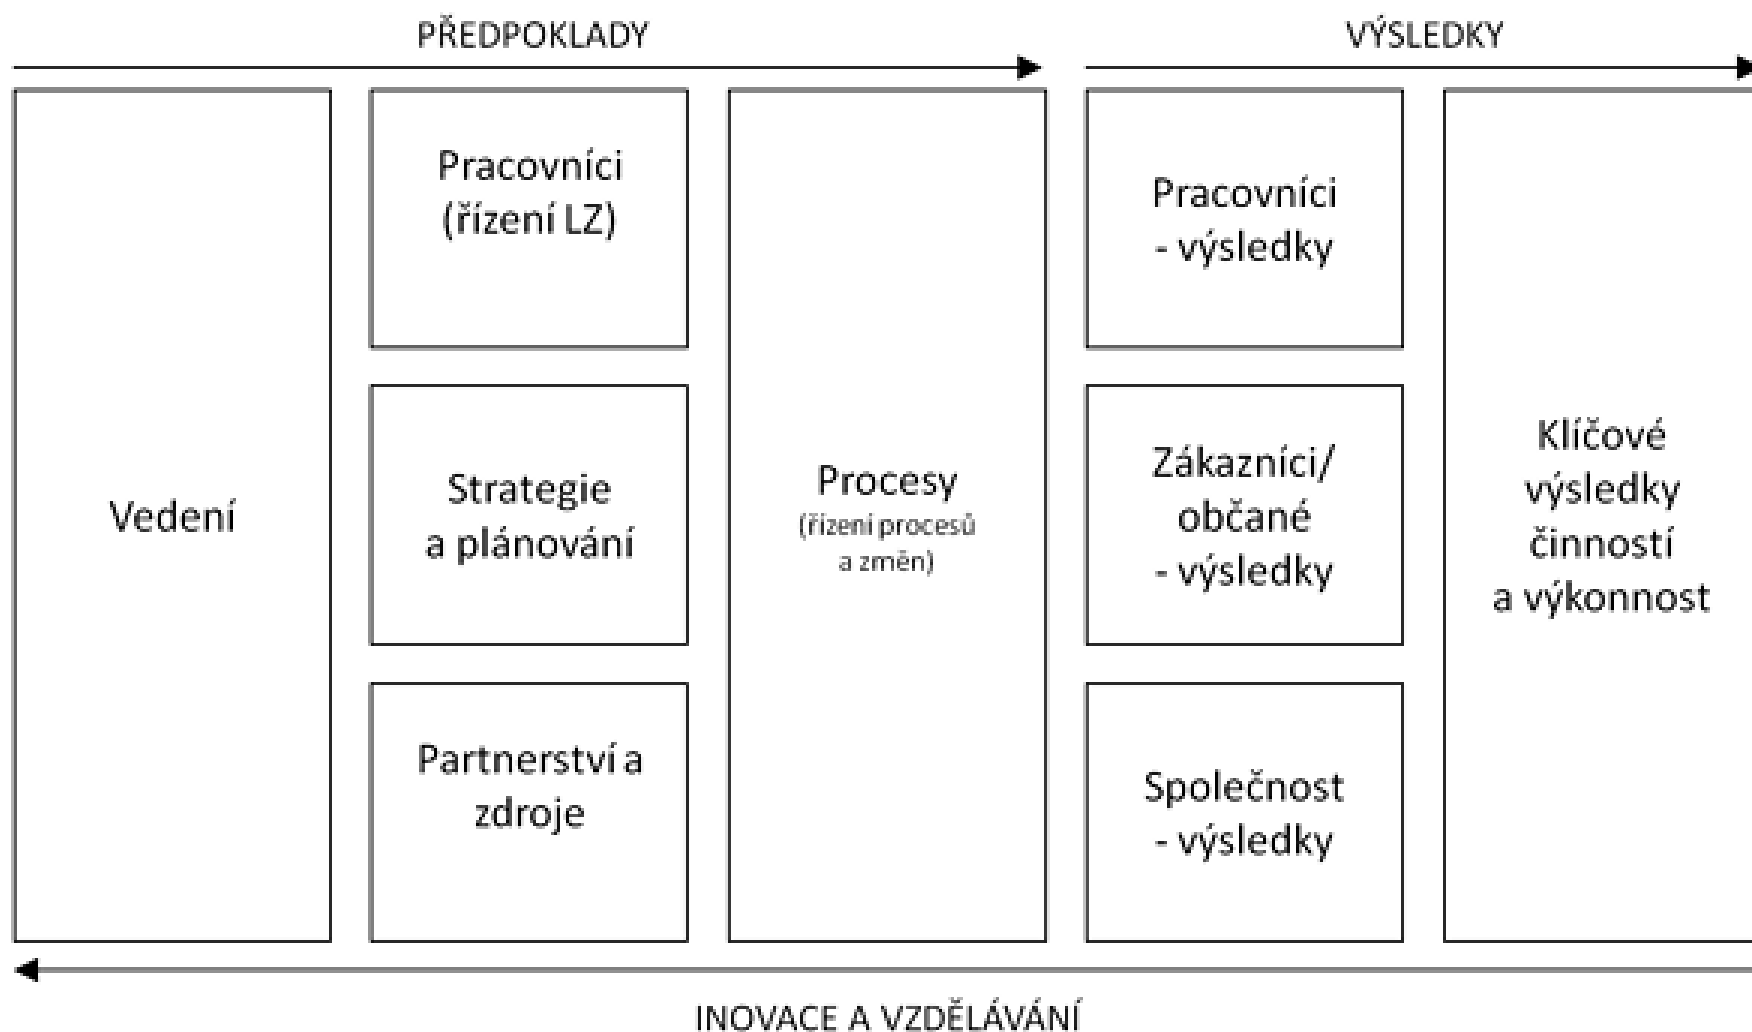 PŘEDPOKLADY
VÝSLEDKY
Vedení
Pracovníci
(řízení LZ)
Strategie
a plánování
Partnerství a
zdroje
Procesy
(řízení procesů
a změn)
Pracovníci
- výsledky
Zákazníci/
občané
- výsledky
Společnost
- výsledky
Klíčové
výsledky
činností
a výkonnost
INOVACE A VZDĚLÁVÁNÍ